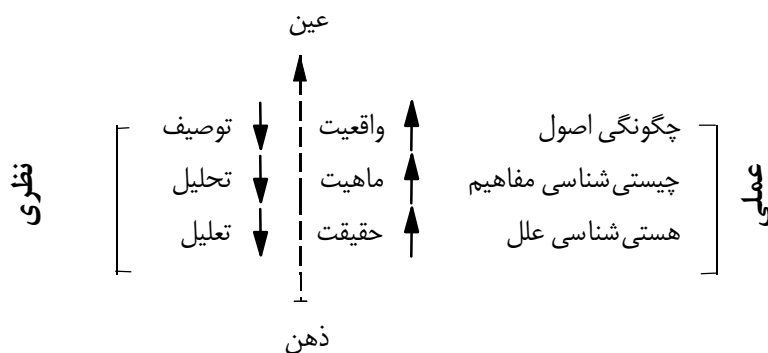 عین
چگونگی اصول واقعیت توصیف
چیستی‌شناسی مفاهیم ماهیت تحلیل
هستی‌شناسی علل حقیقت تعلیل
عملی
نظری
ذهن